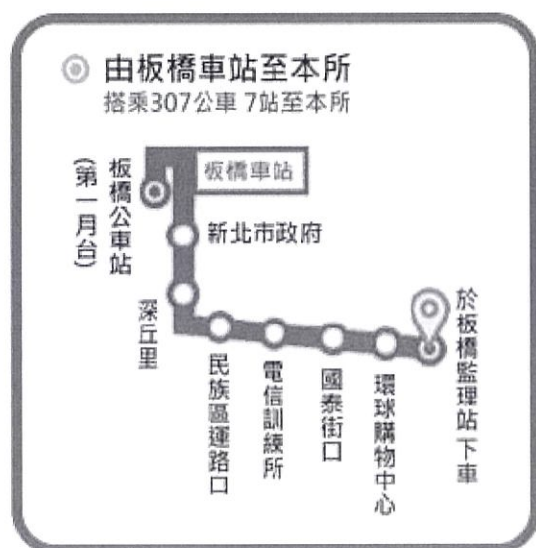 由板橋車站至本所
搭乘307公車 7站至本所
板橋車站
板橋公車站
(第一月台)
新北市政府
深丘里
民族區運路口
電信訓練所
國泰街口
環球購物中心
於板橋監理站下車